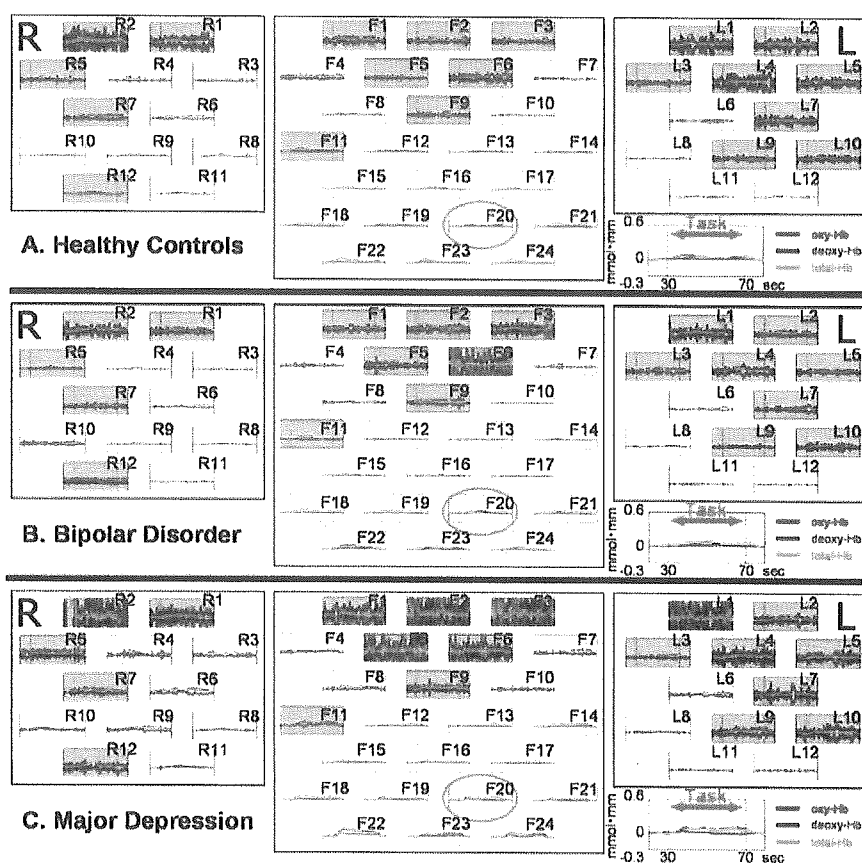 R R2 R1
R5 R4 R3
R7 R6
R10 R9 R8
R12 R11
A. Healthy Controls
F1 F2 F3
F4 F5 F6 F7
F8 F9 F10
F11 F12 F13 F14
F15 F16 F17
F18 F19 F20 F21
F22 F23 F24
L1 L2 L
L3 L4 L5
L6 L7
L8 L9 L10
L11 L12
mmol·mm
0.6 Task oxy-Hb
deoxy-Hb
-0.3 total-Hb
30 70 sec
R R2 R1
R5 R4 R3
R7 R6
R10 R9 R8
R12 R11
B. Bipolar Disorder
F1 F2 F3
F4 F5 F6 F7
F8 F9 F10
F11 F12 F13 F14
F15 F16 F17
F18 F19 F20 F21
F22 F23 F24
L1 L2 L
L3 L4 L5
L6 L7
L8 L9 L10
L11 L12
mmol·mm
0.6 Task oxy-Hb
0 deoxy-Hb
-0.3 total-Hb
30 70 sec
R R2 R1
R5 R4 R3
R7 R6
R10 R9 R8
R12 R11
C. Major Depression
F1 F2 F3
F4 F5 F6 F7
F8 F9 F10
F11 F12 F13 F14
F15 F16 F17
F18 F19 F20 F21
F22 F23 F24
L1 L2 L
L3 L4 L5
L6 L7
L8 L9 L10
L11 L12
mmol·mm
0.6 Task oxy-Hb
0 deoxy-Hb
-0.3 total-Hb
30 70 sec